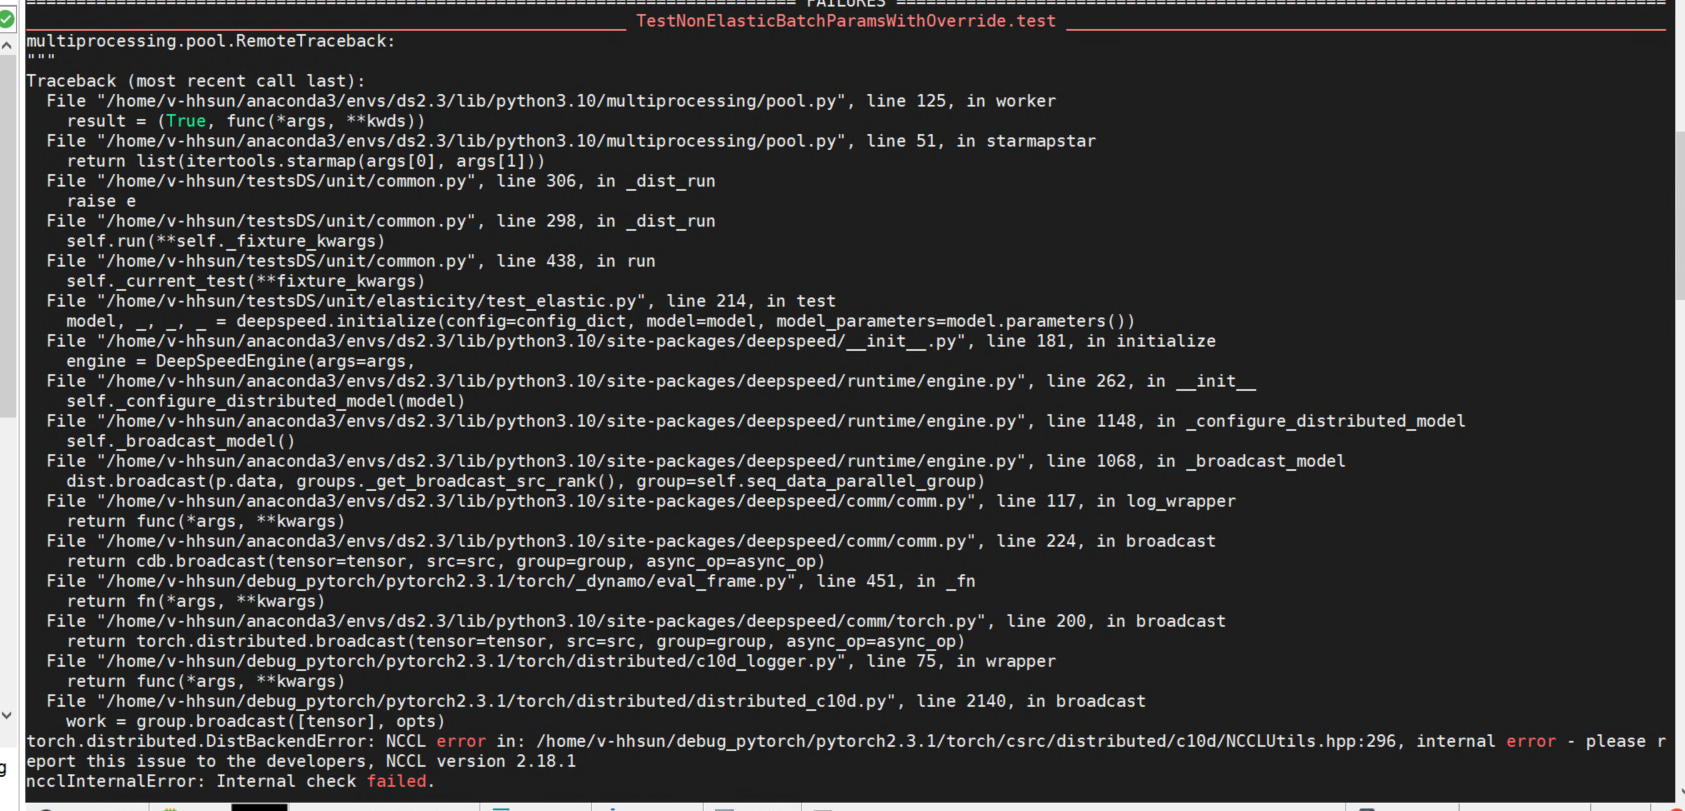 ============================================================================= FAILURES =============================================================================
____________________________________________________________ TestNonElasticBatchParamsWithOverride.test ____________________________________________________________
multiprocessing.pool.RemoteTraceback:
"""
Traceback (most recent call last):
  File "/home/v-hhsun/anaconda3/envs/ds2.3/lib/python3.10/multiprocessing/pool.py", line 125, in worker
    result = (True, func(*args, **kwds))
  File "/home/v-hhsun/anaconda3/envs/ds2.3/lib/python3.10/multiprocessing/pool.py", line 51, in starmapstar
    return list(itertools.starmap(args[0], args[1]))
  File "/home/v-hhsun/testsDS/unit/common.py", line 306, in _dist_run
    raise e
  File "/home/v-hhsun/testsDS/unit/common.py", line 298, in _dist_run
    self.run(**self._fixture_kwargs)
  File "/home/v-hhsun/testsDS/unit/common.py", line 438, in run
    self._current_test(**fixture_kwargs)
  File "/home/v-hhsun/testsDS/unit/elasticity/test_elastic.py", line 214, in test
    model, _, _, _ = deepspeed.initialize(config=config_dict, model=model, model_parameters=model.parameters())
  File "/home/v-hhsun/anaconda3/envs/ds2.3/lib/python3.10/site-packages/deepspeed/__init__.py", line 181, in initialize
    engine = DeepSpeedEngine(args=args,
  File "/home/v-hhsun/anaconda3/envs/ds2.3/lib/python3.10/site-packages/deepspeed/runtime/engine.py", line 262, in __init__
    self._configure_distributed_model(model)
  File "/home/v-hhsun/anaconda3/envs/ds2.3/lib/python3.10/site-packages/deepspeed/runtime/engine.py", line 1148, in _configure_distributed_model
    self._broadcast_model()
  File "/home/v-hhsun/anaconda3/envs/ds2.3/lib/python3.10/site-packages/deepspeed/runtime/engine.py", line 1068, in _broadcast_model
    dist.broadcast(p.data, groups._get_broadcast_src_rank(), group=self.seq_data_parallel_group)
  File "/home/v-hhsun/anaconda3/envs/ds2.3/lib/python3.10/site-packages/deepspeed/comm/comm.py", line 117, in log_wrapper
    return func(*args, **kwargs)
  File "/home/v-hhsun/anaconda3/envs/ds2.3/lib/python3.10/site-packages/deepspeed/comm/comm.py", line 224, in broadcast
    return cdb.broadcast(tensor=tensor, src=src, group=group, async_op=async_op)
  File "/home/v-hhsun/debug_pytorch/pytorch2.3.1/torch/_dynamo/eval_frame.py", line 451, in _fn
    return fn(*args, **kwargs)
  File "/home/v-hhsun/anaconda3/envs/ds2.3/lib/python3.10/site-packages/deepspeed/comm/torch.py", line 200, in broadcast
    return torch.distributed.broadcast(tensor=tensor, src=src, group=group, async_op=async_op)
  File "/home/v-hhsun/debug_pytorch/pytorch2.3.1/torch/distributed/c10d_logger.py", line 75, in wrapper
    return func(*args, **kwargs)
  File "/home/v-hhsun/debug_pytorch/pytorch2.3.1/torch/distributed/distributed_c10d.py", line 2140, in broadcast
    work = group.broadcast([tensor], opts)
torch.distributed.DistBackendError: NCCL error in: /home/v-hhsun/debug_pytorch/pytorch2.3.1/torch/csrc/distributed/c10d/NCCLUtils.hpp:296, internal error - please r
eport this issue to the developers, NCCL version 2.18.1
g
ncclInternalError: Internal check failed.